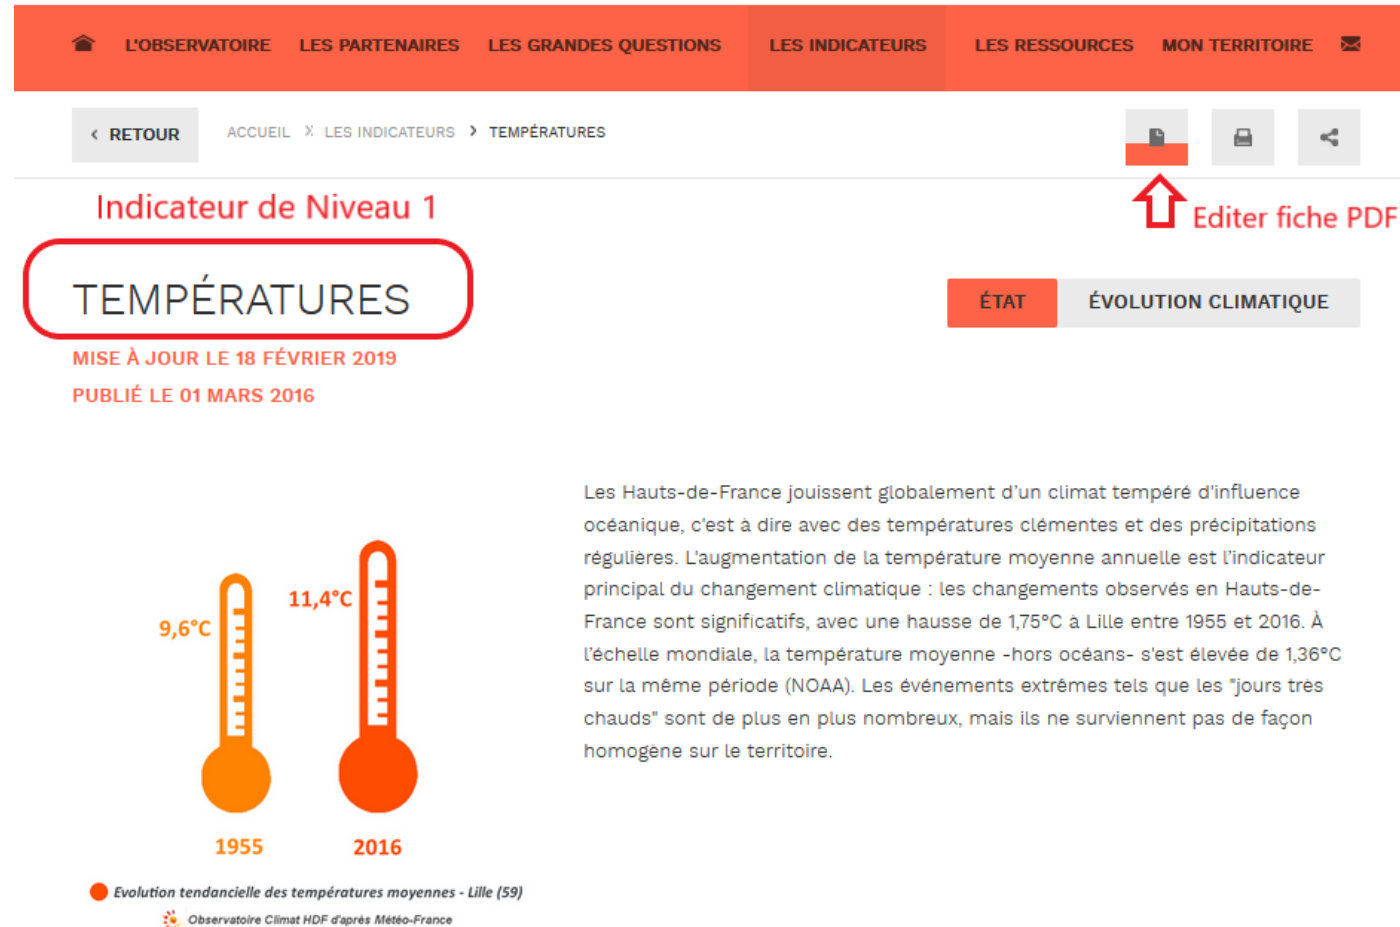 L'OBSERVATOIRE LES PARTENAIRES LES GRANDES QUESTIONS LES INDICATEURS LES RESSOURCES MON TERRITOIRE
‹ RETOUR ACCUEIL › LES INDICATEURS › TEMPÉRATURES
Indicateur de Niveau 1
Editer fiche PDF
TEMPÉRATURES
ÉTAT ÉVOLUTION CLIMATIQUE
MISE À JOUR LE 18 FÉVRIER 2019
PUBLIÉ LE 01 MARS 2016
Les Hauts-de-France jouissent globalement d'un climat tempéré d'influence
océanique, c'est à dire avec des températures clémentes et des précipitations
régulières. L'augmentation de la température moyenne annuelle est l'indicateur
principal du changement climatique : les changements observés en Hauts-de-
France sont significatifs, avec une hausse de 1,75°C à Lille entre 1955 et 2016. À
l'échelle mondiale, la température moyenne -hors océans- s'est élevée de 1,36°C
sur la même période (NOAA). Les événements extrêmes tels que les "jours très
chauds" sont de plus en plus nombreux, mais ils ne surviennent pas de façon
homogène sur le territoire.
9,6°C
11,4°C
1955 2016
Evolution tendancielle des températures moyennes - Lille (59)
Observatoire Climat HDF d'après Météo-France